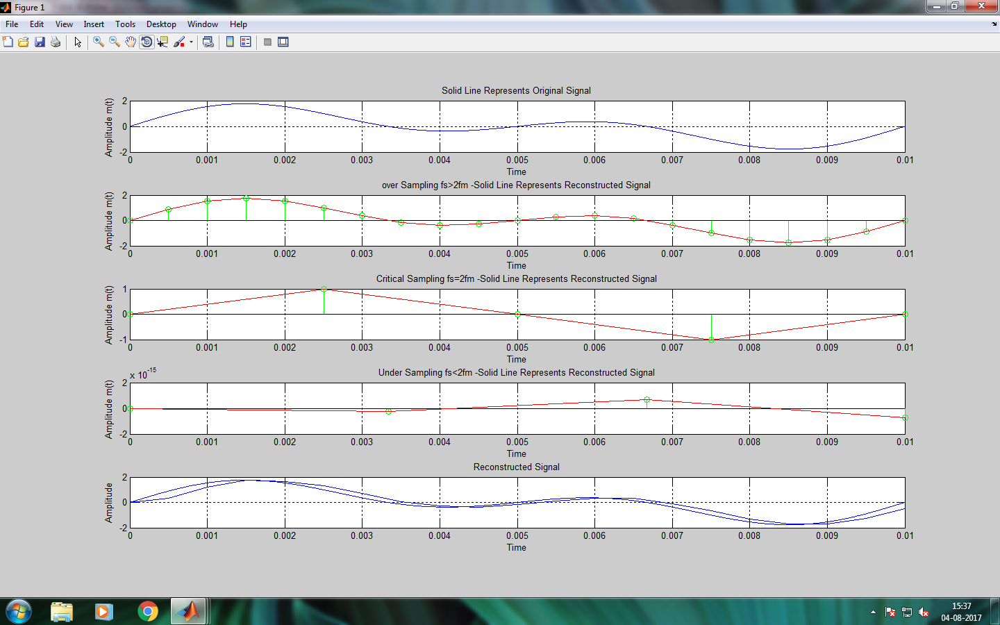 Figure 1
File Edit View Insert Tools Desktop Window Help
Solid Line Represents Original Signal
Amplitude m(t)
2
0
-2
0 0.001 0.002 0.003 0.004 0.005 0.006 0.007 0.008 0.009 0.01
Time
over Sampling fs>2fm -Solid Line Represents Reconstructed Signal
Amplitude m(t)
2
0
-2
0 0.001 0.002 0.003 0.004 0.005 0.006 0.007 0.008 0.009 0.01
Time
Critical Sampling fs=2fm -Solid Line Represents Reconstructed Signal
Amplitude m(t)
1
0
-1
0 0.001 0.002 0.003 0.004 0.005 0.006 0.007 0.008 0.009 0.01
Time
x 10^-15
Under Sampling fs<2fm -Solid Line Represents Reconstructed Signal
Amplitude m(t)
2
0
-2
0 0.001 0.002 0.003 0.004 0.005 0.006 0.007 0.008 0.009 0.01
Time
Reconstructed Signal
Amplitude
2
0
-2
0 0.001 0.002 0.003 0.004 0.005 0.006 0.007 0.008 0.009 0.01
Time
15:37
04-08-2017